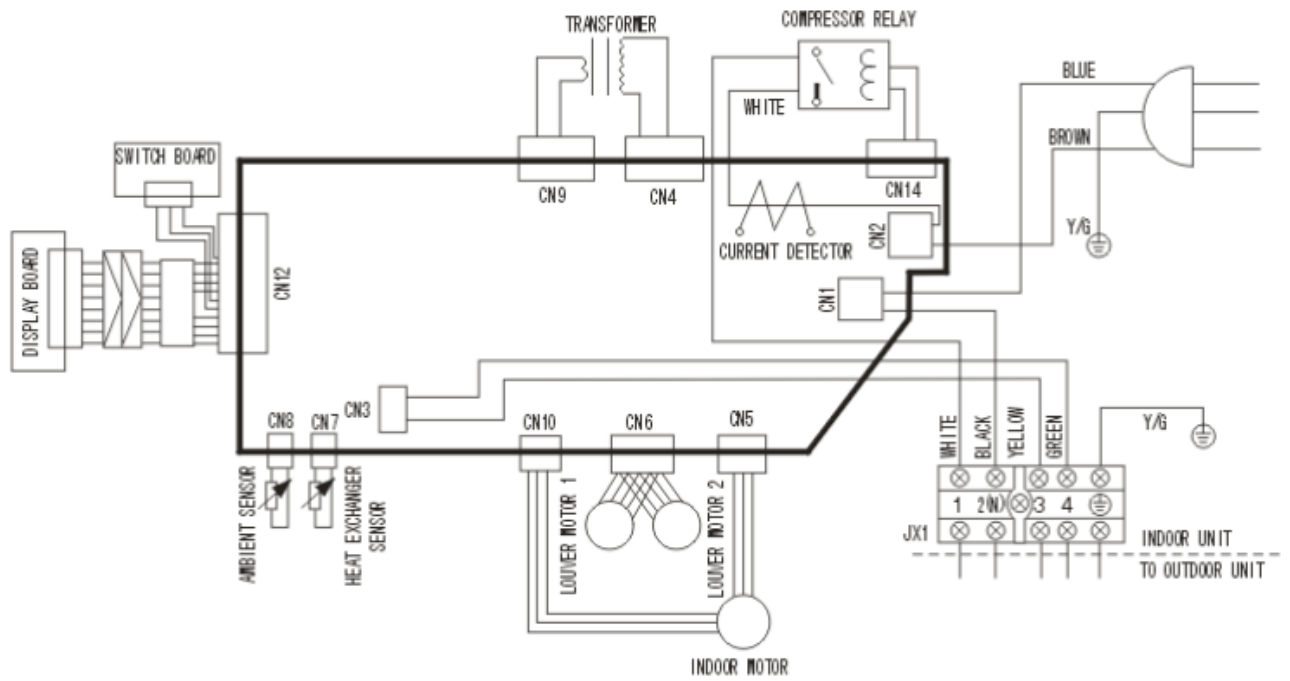 TRANSFORMER
COMPRESSOR RELAY
BLUE
WHITE
BROWN
SWITCH BOARD
CN9
CN4
CN14
Y/G
CN2
CURRENT DETECTOR
CN12
DISPLAY BOARD
CN1
CN3
CN8
CN7
CN10
CN6
CN5
WHITE
BLACK
YELLOW
GREEN
Y/G
AMBIENT SENSOR
HEAT EXCHANGER
SENSOR
LOUVER MOTOR 1
LOUVER MOTOR 2
1 2(N) 3 4
JX1
INDOOR UNIT
TO OUTDOOR UNIT
INDOOR MOTOR